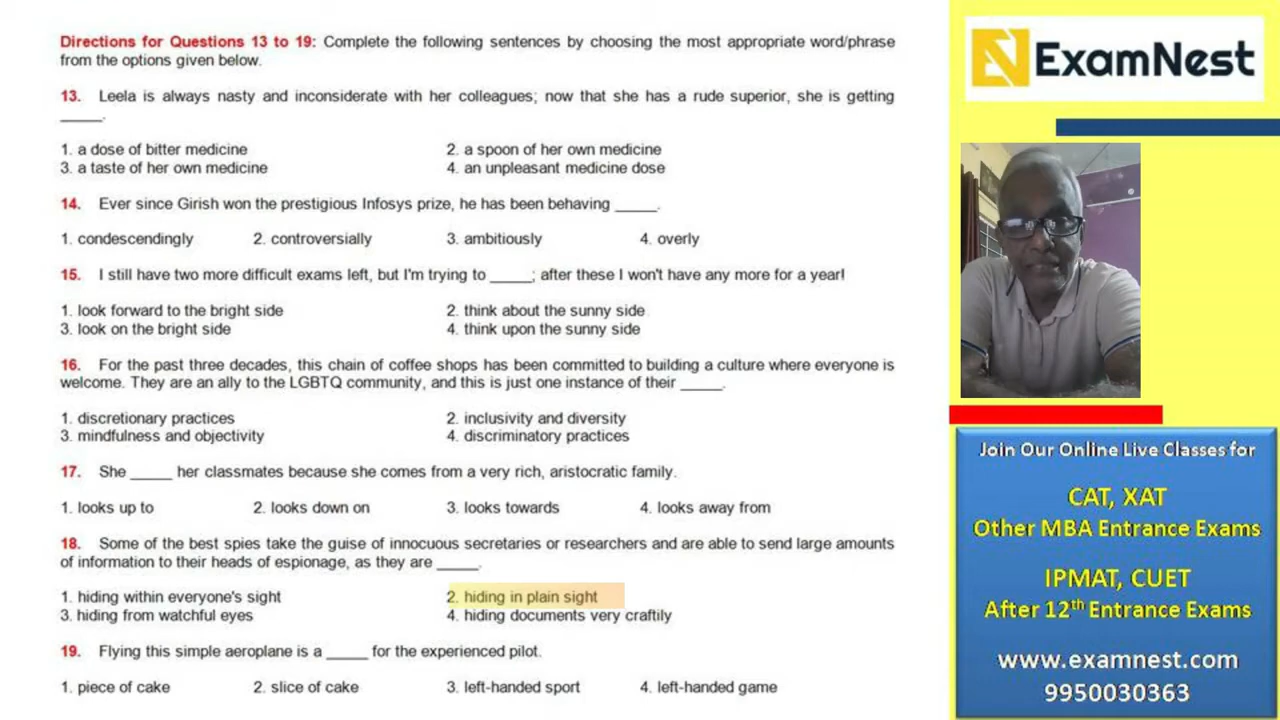 Directions for Questions 13 to 19: Complete the following sentences by choosing the most appropriate word/phrase
from the options given below.
13. Leela is always nasty and inconsiderate with her colleagues; now that she has a rude superior, she is getting
_____.
1. a dose of bitter medicine 2. a spoon of her own medicine
3. a taste of her own medicine 4. an unpleasant medicine dose
14. Ever since Girish won the prestigious Infosys prize, he has been behaving _____.
1. condescendingly 2. controversially 3. ambitiously 4. overly
15. I still have two more difficult exams left, but I'm trying to _____; after these I won't have any more for a year!
1. look forward to the bright side 2. think about the sunny side
3. look on the bright side 4. think upon the sunny side
16. For the past three decades, this chain of coffee shops has been committed to building a culture where everyone is
welcome. They are an ally to the LGBTQ community, and this is just one instance of their _____.
1. discretionary practices 2. inclusivity and diversity
3. mindfulness and objectivity 4. discriminatory practices
17. She _____ her classmates because she comes from a very rich, aristocratic family.
1. looks up to 2. looks down on 3. looks towards 4. looks away from
18. Some of the best spies take the guise of innocuous secretaries or researchers and are able to send large amounts
of information to their heads of espionage, as they are _____.
1. hiding within everyone's sight 2. hiding in plain sight
3. hiding from watchful eyes 4. hiding documents very craftily
19. Flying this simple aeroplane is a _____ for the experienced pilot.
1. piece of cake 2. slice of cake 3. left-handed sport 4. left-handed game
ExamNest
Join Our Online Live Classes for
CAT, XAT
Other MBA Entrance Exams
IPMAT, CUET
After 12th Entrance Exams
www.examnest.com
9950030363